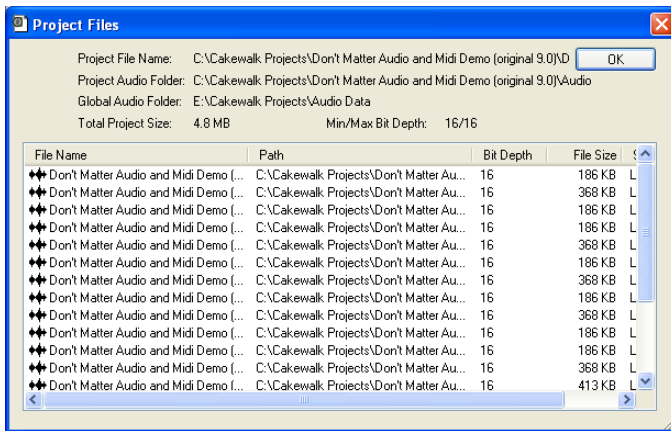 Project Files
Project File Name: C:\Cakewalk Projects\Don't Matter Audio and Midi Demo (original 9.0)\D OK
Project Audio Folder: C:\Cakewalk Projects\Don't Matter Audio and Midi Demo (original 9.0)\Audio
Global Audio Folder: E:\Cakewalk Projects\Audio Data
Total Project Size: 4.8 MB Min/Max Bit Depth: 16/16
File Name Path Bit Depth File Size
Don't Matter Audio and Midi Demo (... C:\Cakewalk Projects\Don't Matter Au... 16 186 KB L
Don't Matter Audio and Midi Demo (... C:\Cakewalk Projects\Don't Matter Au... 16 368 KB L
Don't Matter Audio and Midi Demo (... C:\Cakewalk Projects\Don't Matter Au... 16 186 KB L
Don't Matter Audio and Midi Demo (... C:\Cakewalk Projects\Don't Matter Au... 16 186 KB L
Don't Matter Audio and Midi Demo (... C:\Cakewalk Projects\Don't Matter Au... 16 368 KB L
Don't Matter Audio and Midi Demo (... C:\Cakewalk Projects\Don't Matter Au... 16 186 KB L
Don't Matter Audio and Midi Demo (... C:\Cakewalk Projects\Don't Matter Au... 16 368 KB L
Don't Matter Audio and Midi Demo (... C:\Cakewalk Projects\Don't Matter Au... 16 186 KB L
Don't Matter Audio and Midi Demo (... C:\Cakewalk Projects\Don't Matter Au... 16 368 KB L
Don't Matter Audio and Midi Demo (... C:\Cakewalk Projects\Don't Matter Au... 16 186 KB L
Don't Matter Audio and Midi Demo (... C:\Cakewalk Projects\Don't Matter Au... 16 186 KB L
Don't Matter Audio and Midi Demo (... C:\Cakewalk Projects\Don't Matter Au... 16 368 KB L
Don't Matter Audio and Midi Demo (... C:\Cakewalk Projects\Don't Matter Au... 16 413 KB L